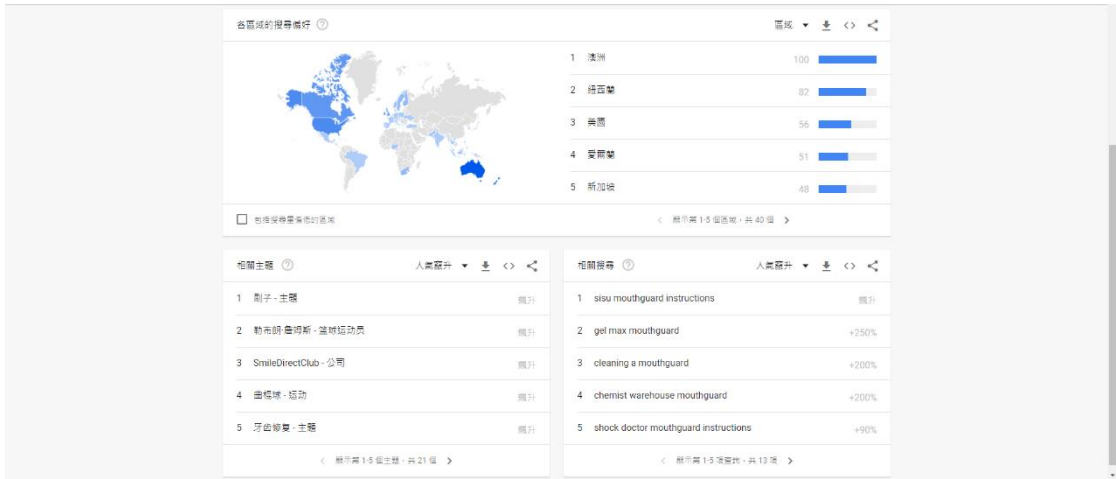 各區域的搜尋偏好
區域
1 澳洲 100
2 紐西蘭 82
3 美國 56
4 愛爾蘭 51
5 新加坡 48
包括搜尋量偏低的區域
顯示第 1-5 個區域,共 40 個
相關主題
人氣竄升
1 刷子 - 主題 飆升
2 勒布朗·詹姆斯 - 篮球运动员 飆升
3 SmileDirectClub - 公司 飆升
4 曲棍球 - 运动 飆升
5 牙齿修复 - 主題 飆升
顯示第 1-5 個主題,共 21 個
相關搜尋
人氣竄升
1 sisu mouthguard instructions 飆升
2 gel max mouthguard +250%
3 cleaning a mouthguard +200%
4 chemist warehouse mouthguard +200%
5 shock doctor mouthguard instructions +90%
顯示第 1-5 項查詢,共 13 項